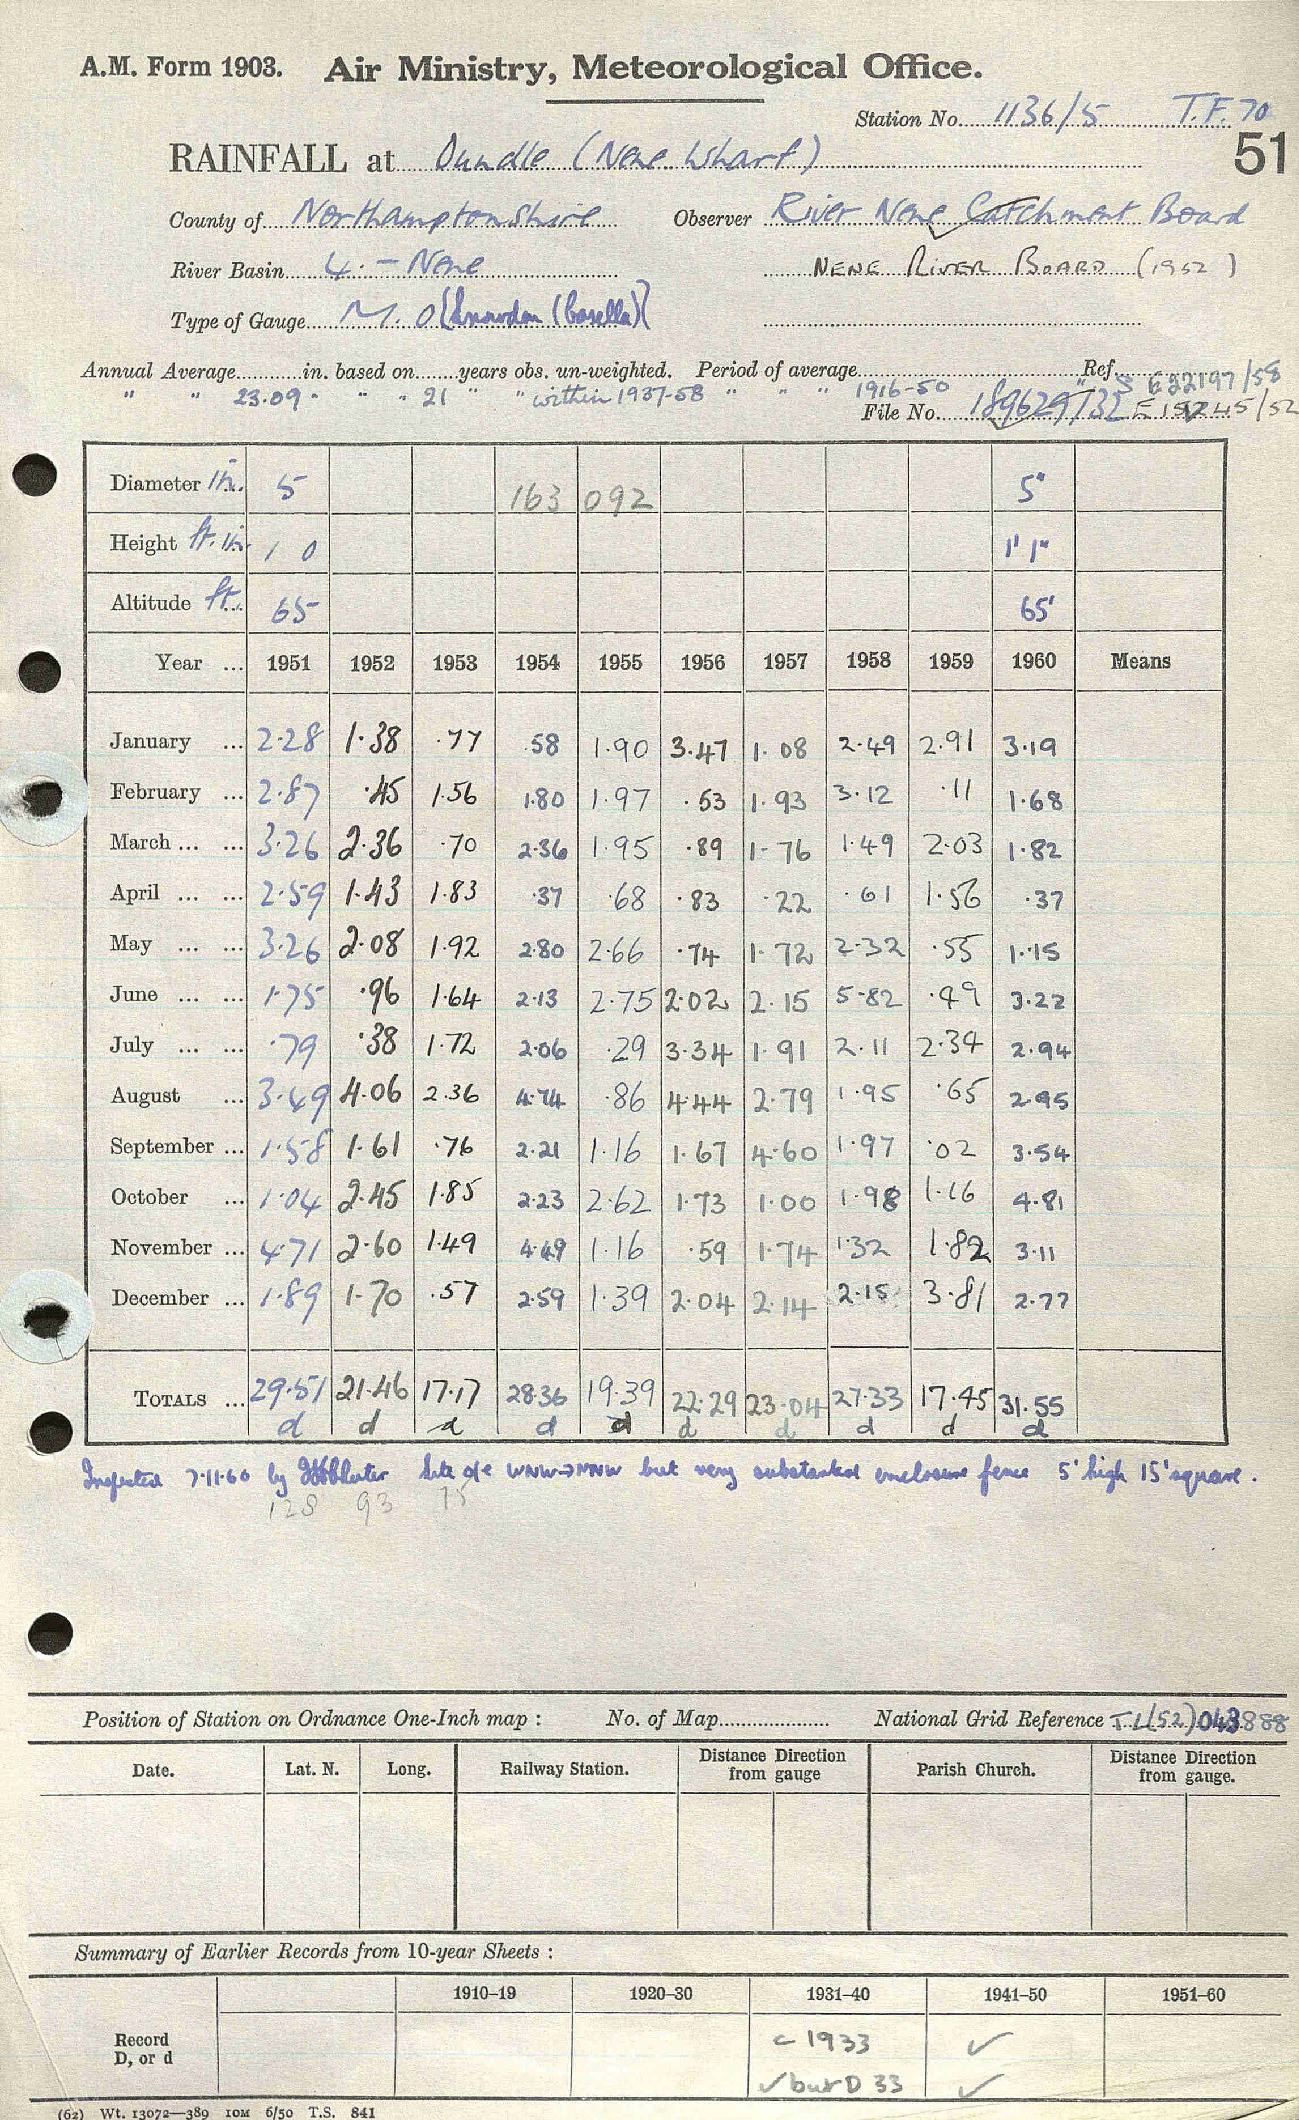 A.M. Form 1903. Air Ministry, Meteorological Office.
Station No. 1136/5 T.F. 70
51
RAINFALL at Oundle (Nene Wharf)
County of Northamptonshire Observer River Nene Catchment Board
River Basin 4. - Nene NENE RIVER BOARD (1952)
Type of Gauge M.O (Snowdon (Casella))
Annual Average in. based on years obs. un-weighted. Period of average Ref. E 22197/58
" " 23.09 " " " 21 " " within 1937-58 " " " 1916-50
File No. 189629/32 E 15245/52
Diameter in. 5 163 092 5"
Height ft. in. 1 0 1' 1"
Altitude ft. 65 65'
Year ... 1951 1952 1953 1954 1955 1956 1957 1958 1959 1960 Means
January ... 2.28 1.38 .77 .58 1.90 3.47 1.08 2.49 2.91 3.19
February ... 2.87 .45 1.56 1.80 1.97 .53 1.93 3.12 .11 1.68
March ... ... 3.26 2.36 .70 2.36 1.95 .89 1.76 1.49 2.03 1.82
April ... ... 2.59 1.43 1.83 .37 .68 .83 .22 .61 1.56 .37
May ... ... 3.26 2.08 1.92 2.80 2.66 .74 1.72 2.32 .55 1.15
June ... ... 1.75 .96 1.64 2.13 2.75 2.02 2.15 5.82 .49 3.22
July ... ... .79 .38 1.72 2.06 .29 3.34 1.91 2.11 2.34 2.94
August ... 3.49 4.06 2.36 4.74 .86 4.44 2.79 1.95 .65 2.95
September ... 1.58 1.61 .76 2.21 1.16 1.67 4.60 1.97 .02 3.54
October ... 1.04 2.45 1.85 2.23 2.62 1.73 1.00 1.98 1.16 4.81
November ... 4.71 2.60 1.49 4.49 1.16 .59 1.74 1.32 1.82 3.11
December ... 1.89 1.70 .57 2.59 1.39 2.04 2.14 2.15 3.81 2.77
TOTALS ... 29.51 21.46 17.17 28.36 19.39 22.29 23.04 27.33 17.45 31.55
d d d d d d d d d d
Inspected 7.11.60 by Site o/e WNW→NNW but very substantial enclosure fence 5' high 15' square.
128 93 75
Position of Station on Ordnance One-Inch map : No. of Map National Grid Reference TL(52)043888
Date. Lat. N. Long. Railway Station. Distance from Direction gauge Parish Church. Distance from Direction gauge.
Summary of Earlier Records from 10-year Sheets :
1910-19 1920-30 1931-40 1941-50 1951-60
Record D, or d c 1933 ✓
✓ but D 33 ✓
(62) Wt. 13072—389 10M 6/50 T.S. 841